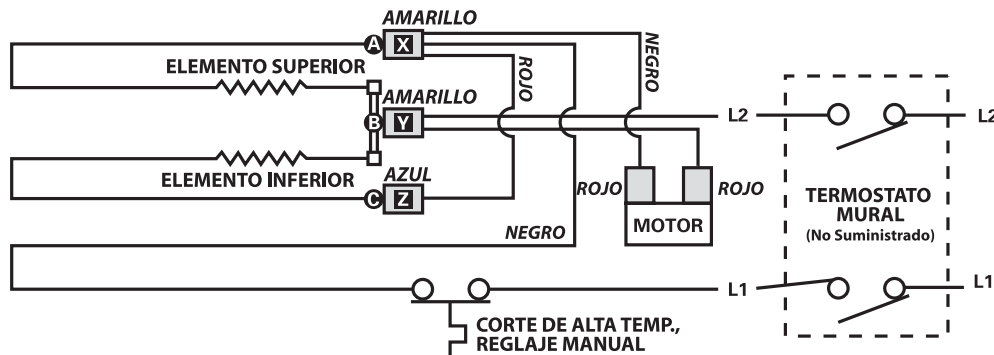 AMARILLO
A X
NEGRO
ELEMENTO SUPERIOR
ROJO
AMARILLO
B Y
L2
L2
ELEMENTO INFERIOR
AZUL
C Z
ROJO
ROJO
MOTOR
TERMOSTATO
MURAL
(No Suministrado)
NEGRO
L1
L1
CORTE DE ALTA TEMP.,
REGLAJE MANUAL